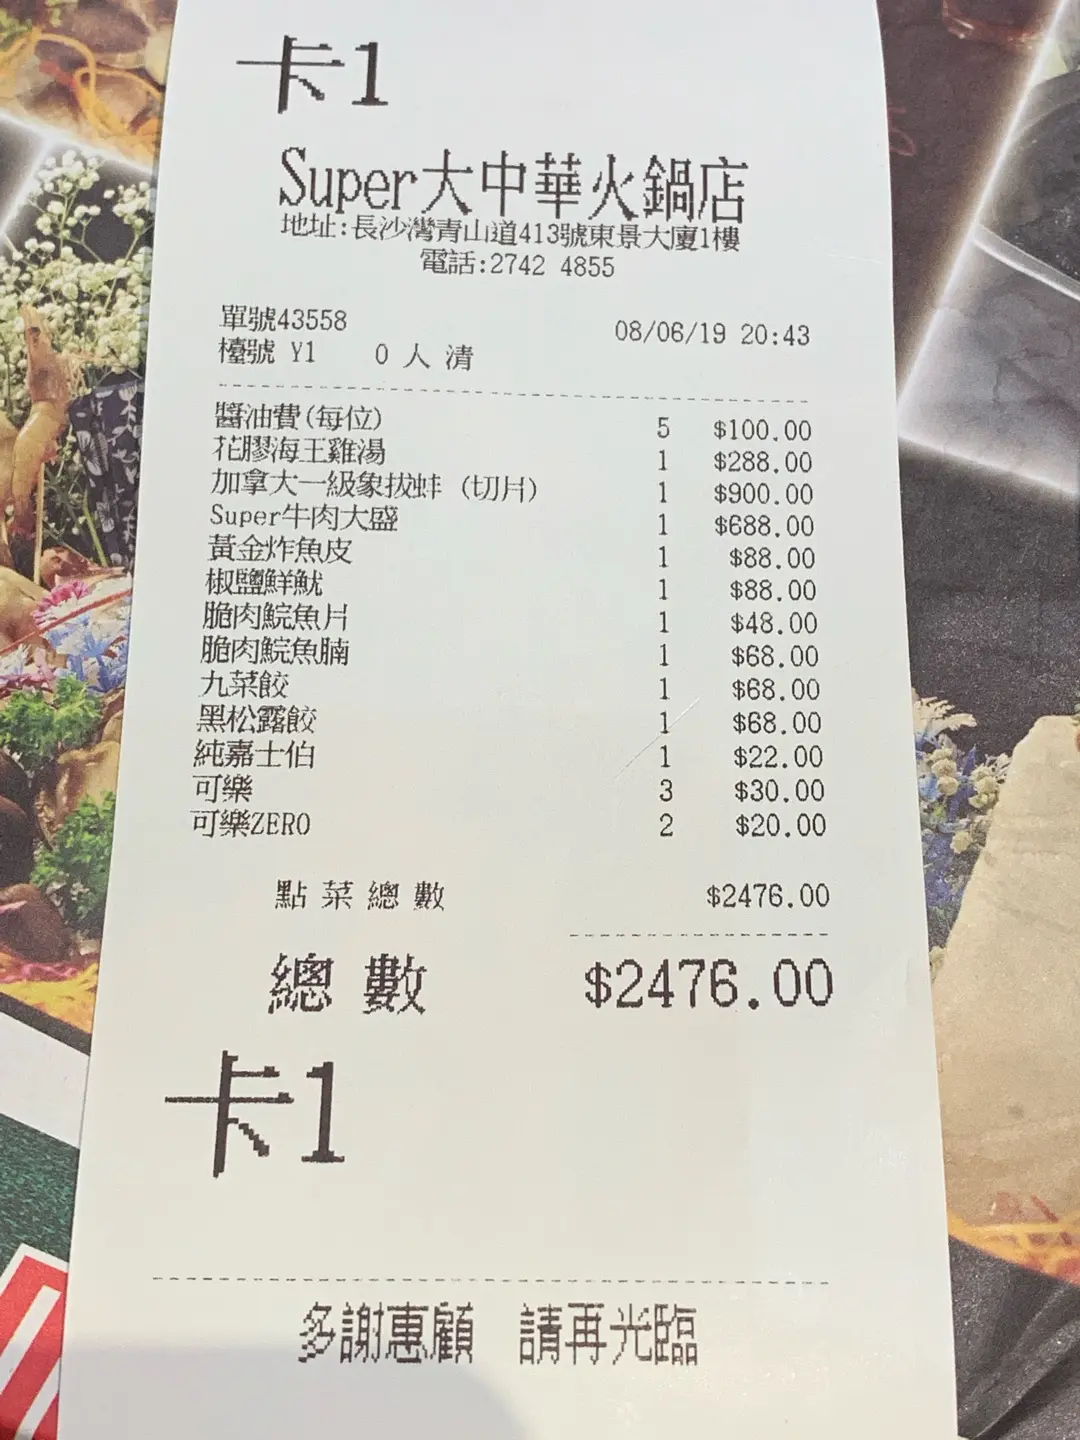 卡1
Super大中華火鍋店
地址:長沙灣青山道413號東景大廈1樓
電話:2742 4855
單號43558 08/06/19 20:43
檯號 Y1 0 人 清
醬油費(每位) 5 $100.00
花膠海王雞湯 1 $288.00
加拿大一級象拔蚌 (切片) 1 $900.00
Super牛肉大盛 1 $688.00
黃金炸魚皮 1 $88.00
椒鹽鮮魷 1 $88.00
脆肉鯇魚片 1 $48.00
脆肉鯇魚腩 1 $68.00
九菜餃 1 $68.00
黑松露餃 1 $68.00
純嘉士伯 1 $22.00
可樂 3 $30.00
可樂ZERO 2 $20.00
點 菜 總 數 $2476.00
總 數 $2476.00
卡1
多謝惠顧 請再光臨